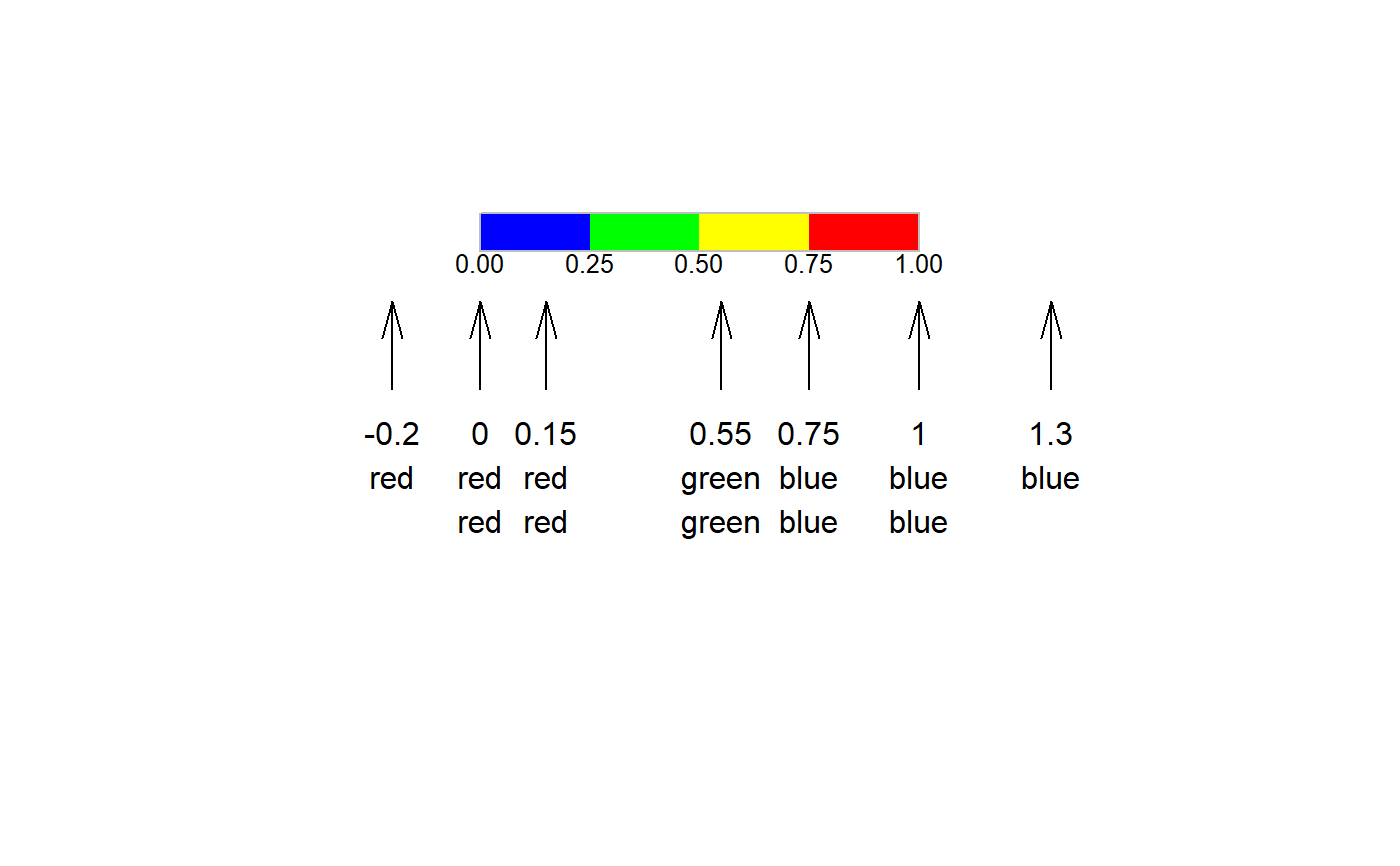 0.00 0.25 0.50 0.75 1.00
-0.2 0 0.15 0.55 0.75 1 1.3
red red red green blue blue blue
red red green blue blue